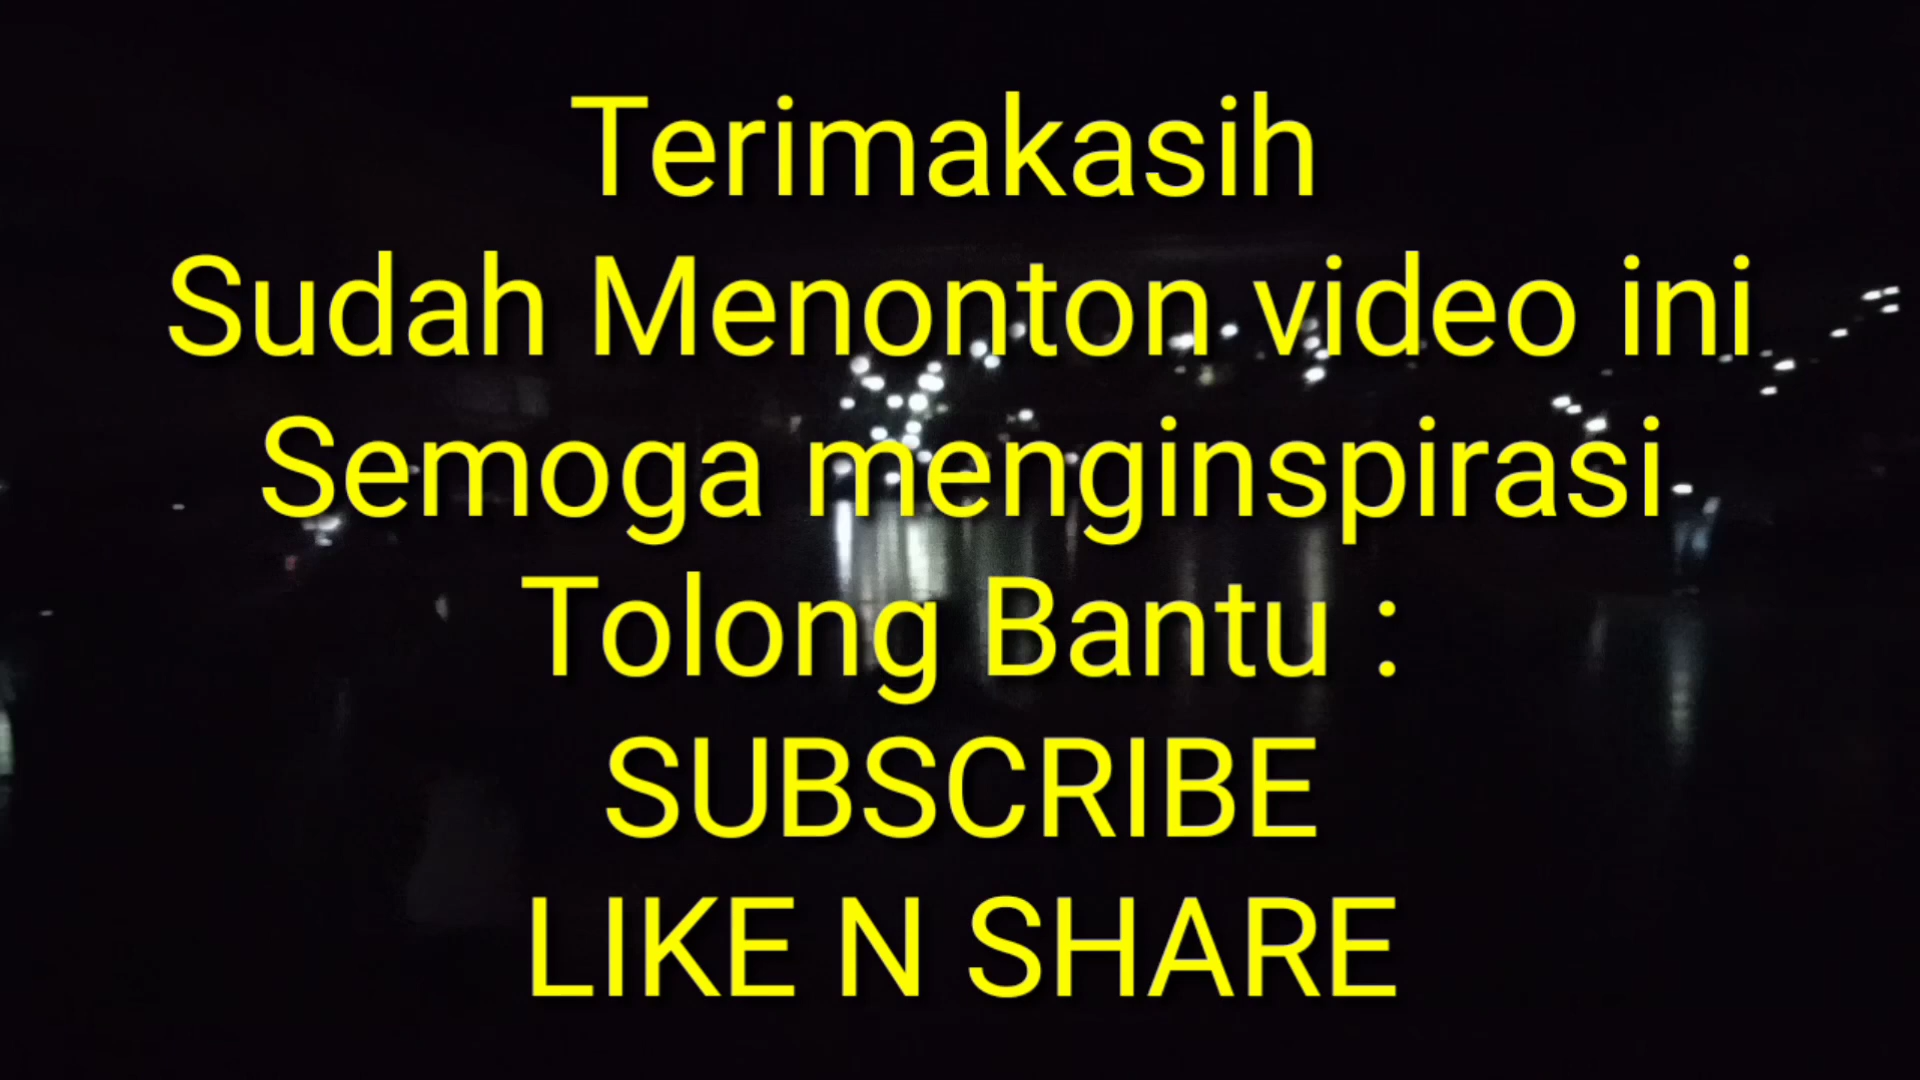 Terimakasih
Sudah Menonton video ini
Semoga menginspirasi
Tolong Bantu :
SUBSCRIBE
LIKE N SHARE